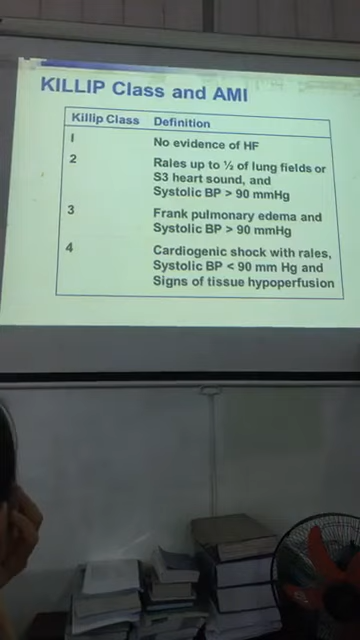 KILLIP Class and AMI
Killip Class Definition
1 No evidence of HF
2 Rales up to ½ of lung fields or
S3 heart sound, and
Systolic BP > 90 mmHg
3 Frank pulmonary edema and
Systolic BP > 90 mmHg
4 Cardiogenic shock with rales,
Systolic BP < 90 mm Hg and
Signs of tissue hypoperfusion